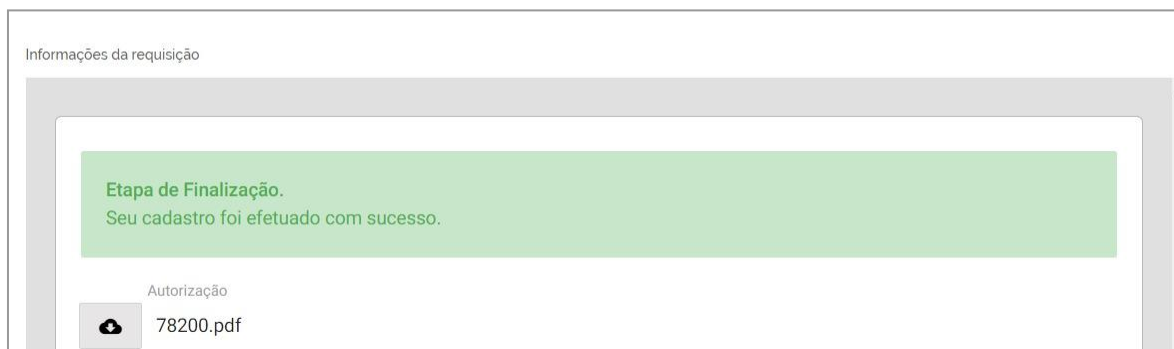 Informações da requisição
Etapa de Finalização.
Seu cadastro foi efetuado com sucesso.
Autorização
78200.pdf